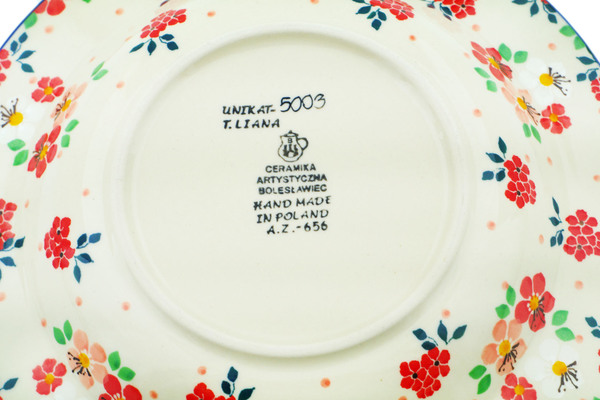 UNIKAT-5003
T. LIANA
CERAMIKA
ARTYSTYCZNA
BOLESŁAWIEC
HAND MADE
IN POLAND
A.Z.-656